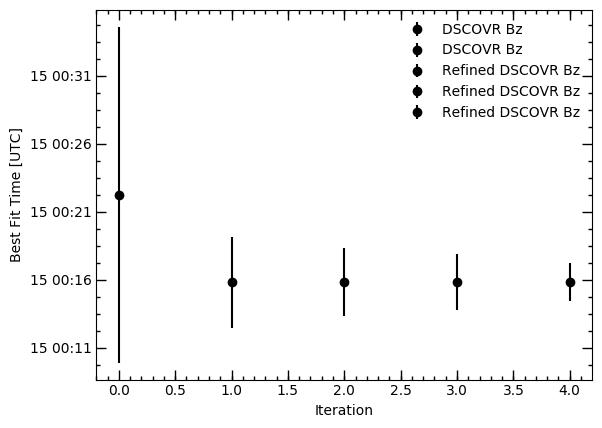 DSCOVR Bz
DSCOVR Bz
Refined DSCOVR Bz
Refined DSCOVR Bz
Refined DSCOVR Bz
Best Fit Time [UTC]
15 00:31
15 00:26
15 00:21
15 00:16
15 00:11
0.0 0.5 1.0 1.5 2.0 2.5 3.0 3.5 4.0
Iteration